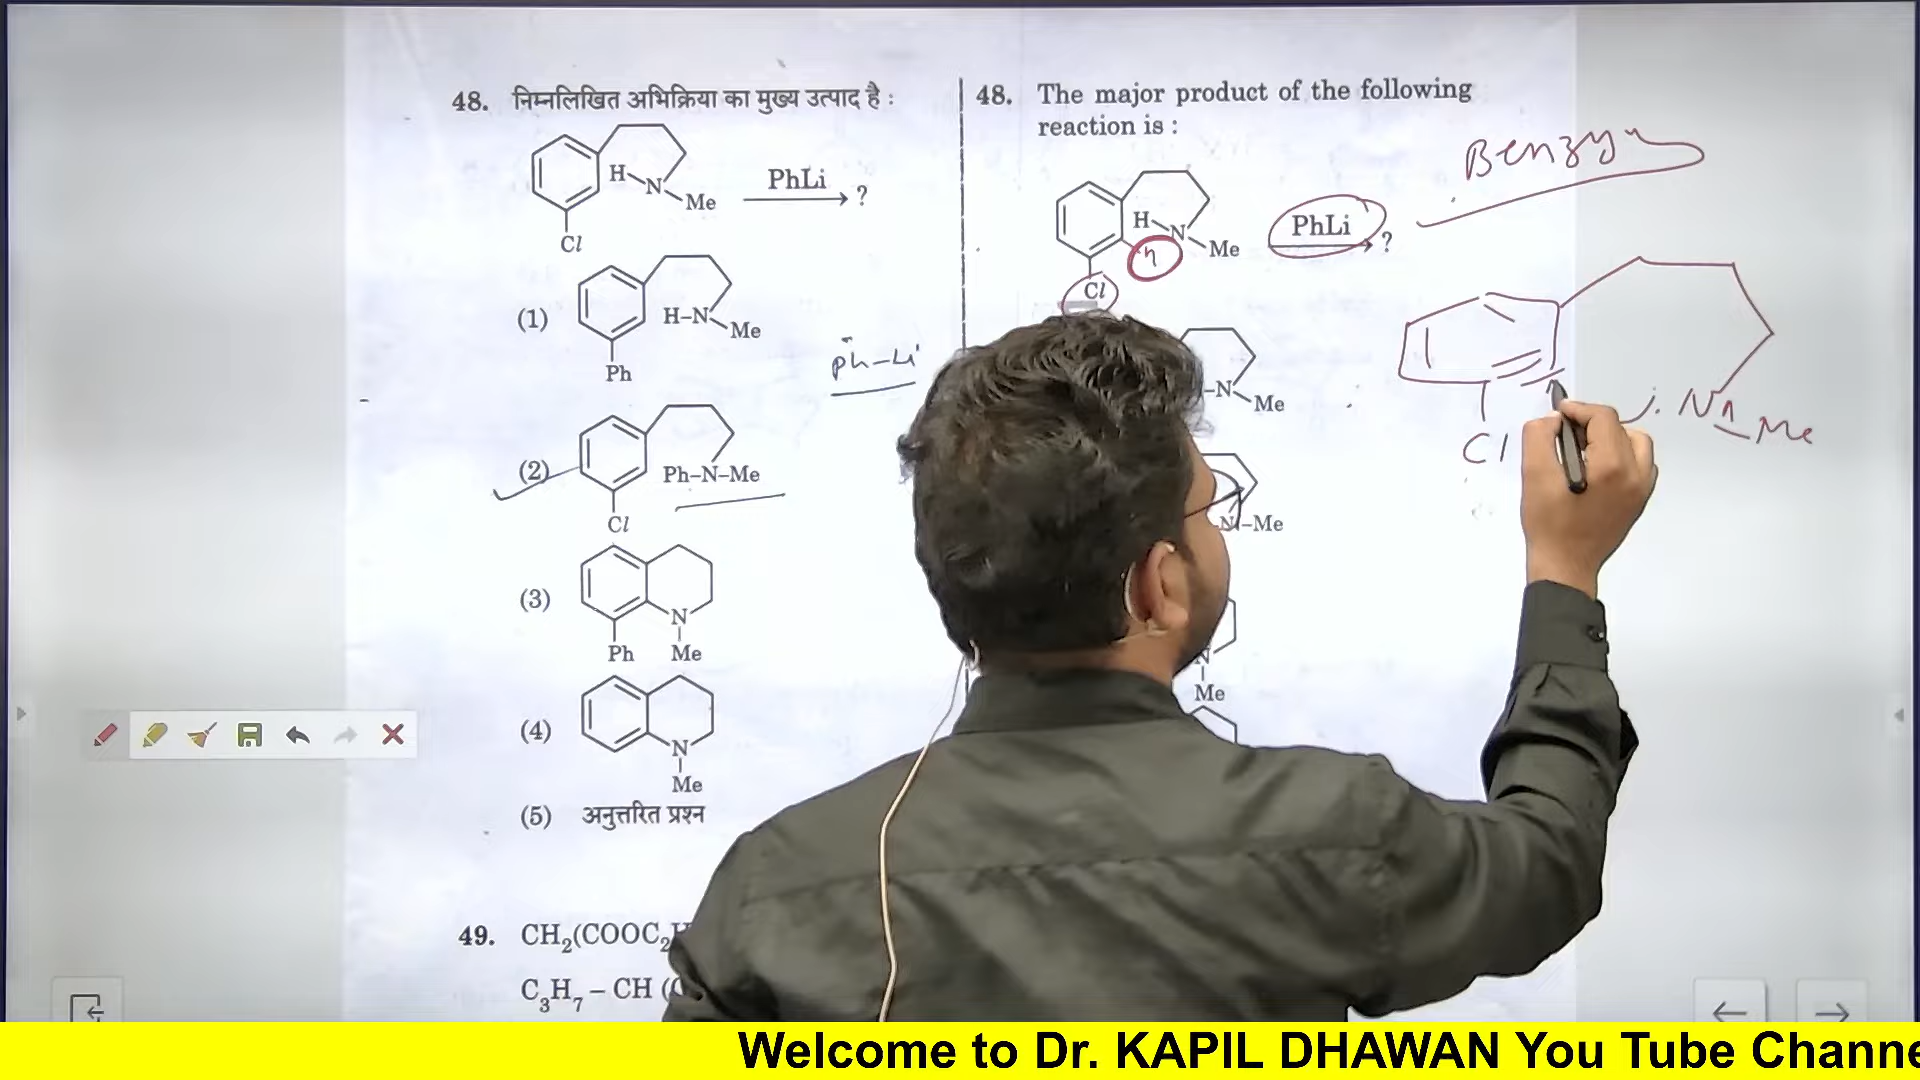 48. निम्नलिखित अभिक्रिया का मुख्य उत्पाद है :
H
N
Me
Cl
PhLi
?
(1)
H–N
Me
Ph
(2)
Ph–N–Me
Cl
(3)
N
Ph
Me
(4)
N
Me
(5) अनुत्तरित प्रश्न
49. CH₂(COOC₂
C₃H₇ – CH (
ph–Li
48. The major product of the following
reaction is :
H
N
Me
Cl
PhLi
?
–N
Me
N–Me
N
Me
Cl
N
Me
Welcome to Dr. KAPIL DHAWAN You Tube Channe